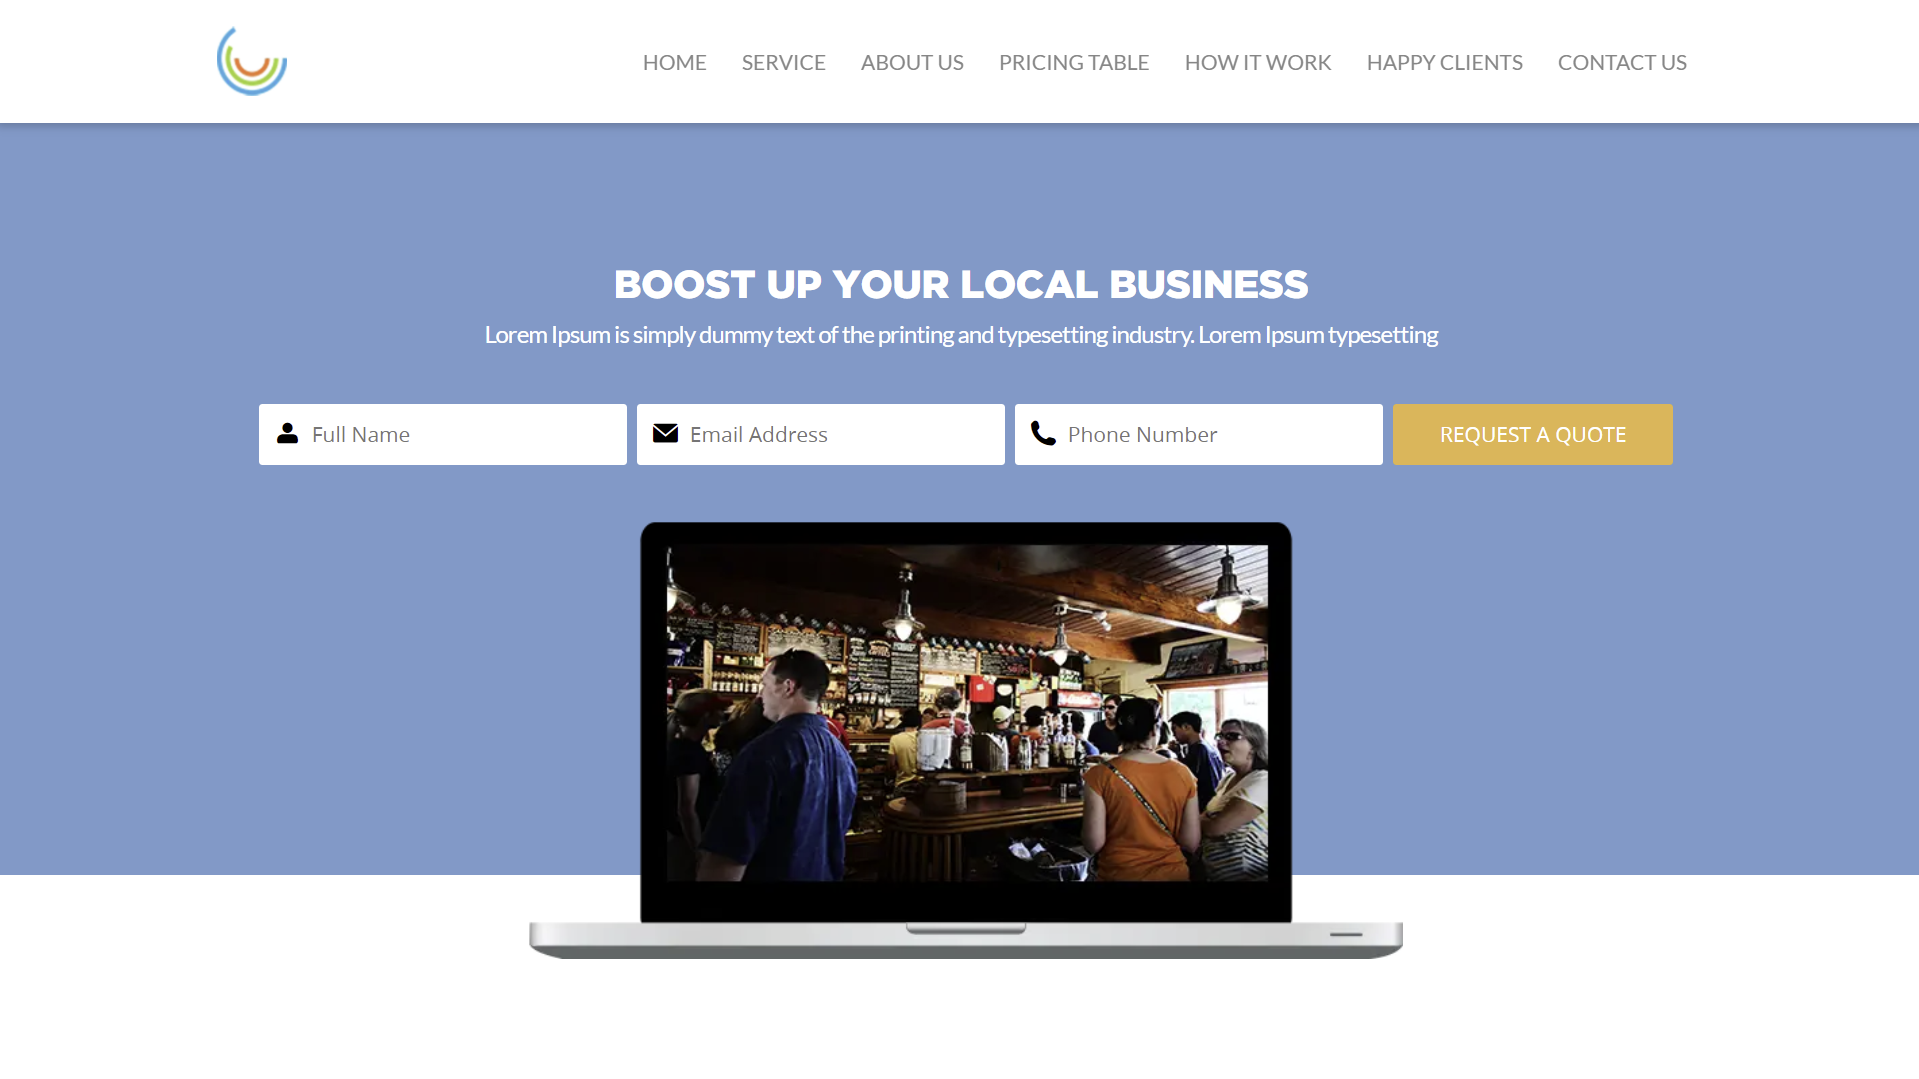 HOME SERVICE ABOUT US PRICING TABLE HOW IT WORK HAPPY CLIENTS CONTACT US
BOOST UP YOUR LOCAL BUSINESS
Lorem Ipsum is simply dummy text of the printing and typesetting industry. Lorem Ipsum typesetting
Full Name
Email Address
Phone Number
REQUEST A QUOTE